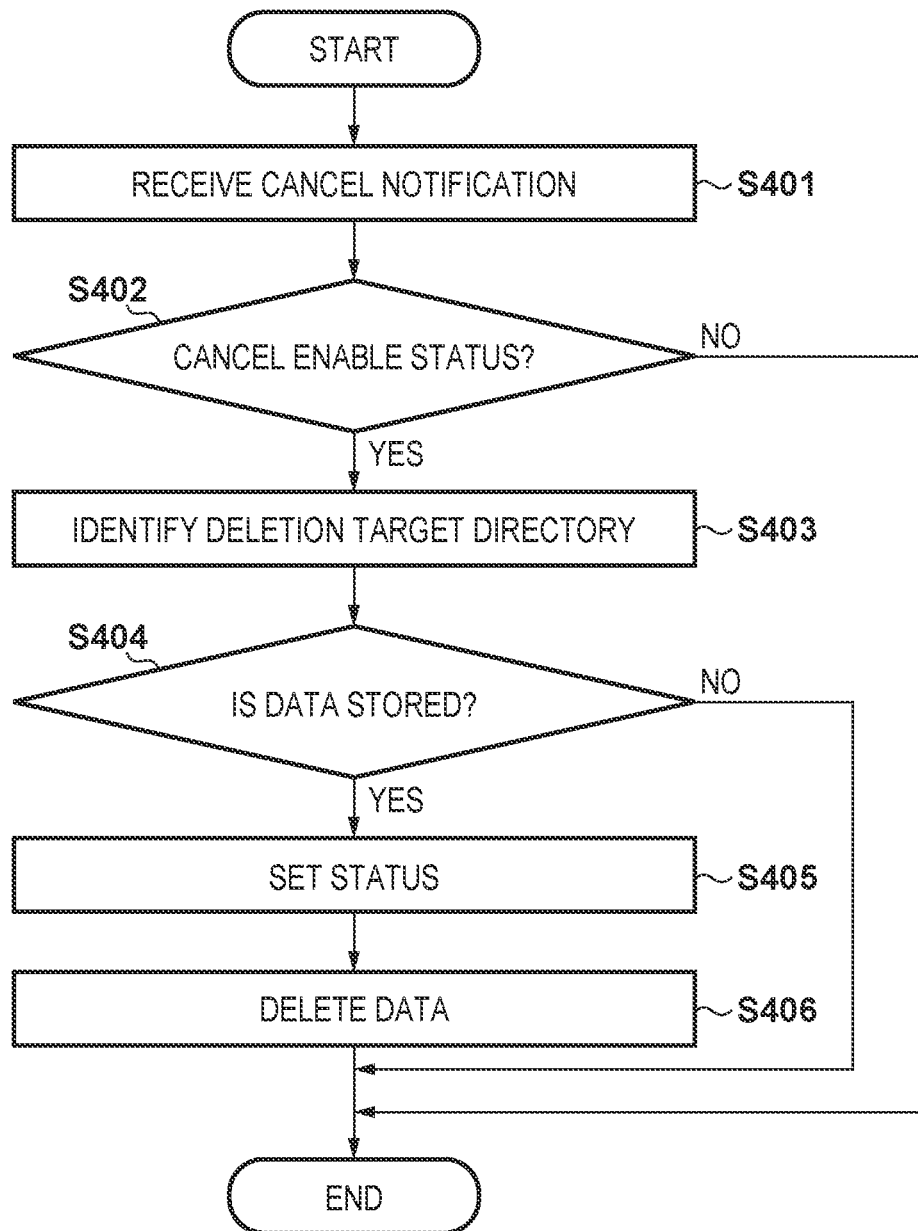 START
RECEIVE CANCEL NOTIFICATION
S401
S402
CANCEL ENABLE STATUS?
NO
YES
IDENTIFY DELETION TARGET DIRECTORY
S403
S404
IS DATA STORED?
NO
YES
SET STATUS
S405
DELETE DATA
S406
END